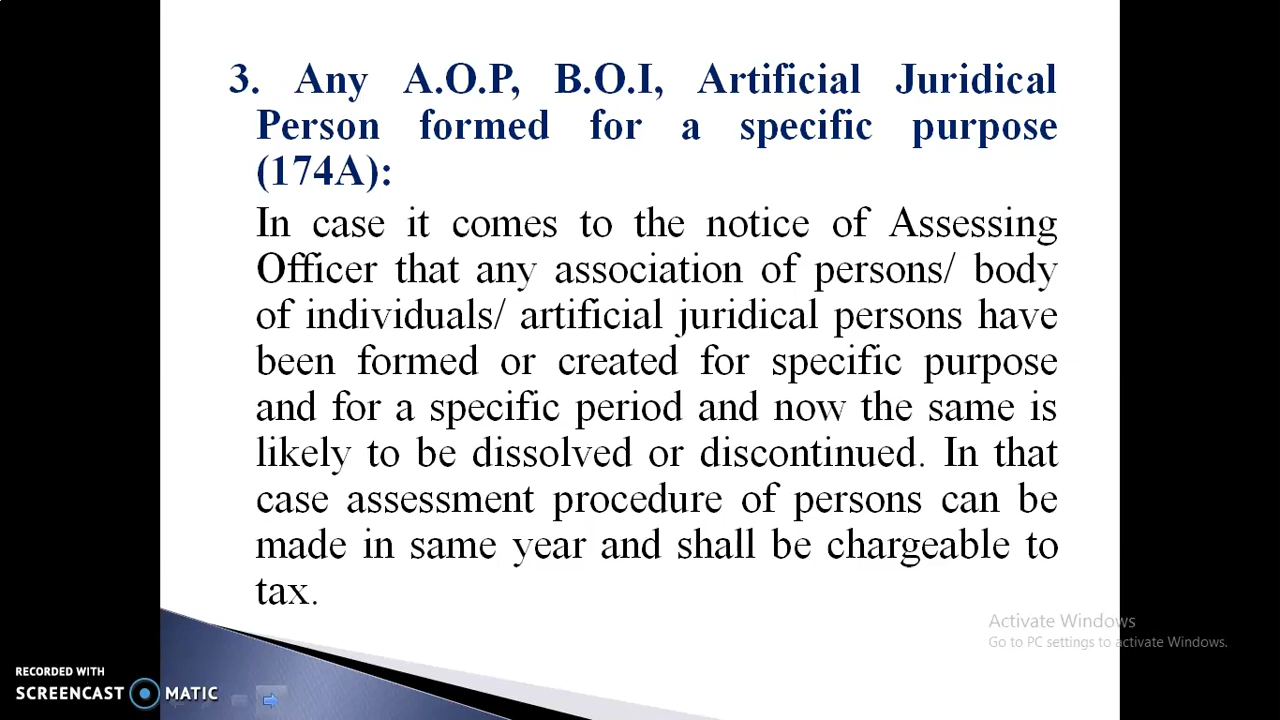 3. Any A.O.P, B.O.I, Artificial Juridical
Person formed for a specific purpose
(174A):
In case it comes to the notice of Assessing
Officer that any association of persons/ body
of individuals/ artificial juridical persons have
been formed or created for specific purpose
and for a specific period and now the same is
likely to be dissolved or discontinued. In that
case assessment procedure of persons can be
made in same year and shall be chargeable to
tax.
Activate Windows
Go to PC settings to activate Windows.
RECORDED WITH
SCREENCAST MATIC